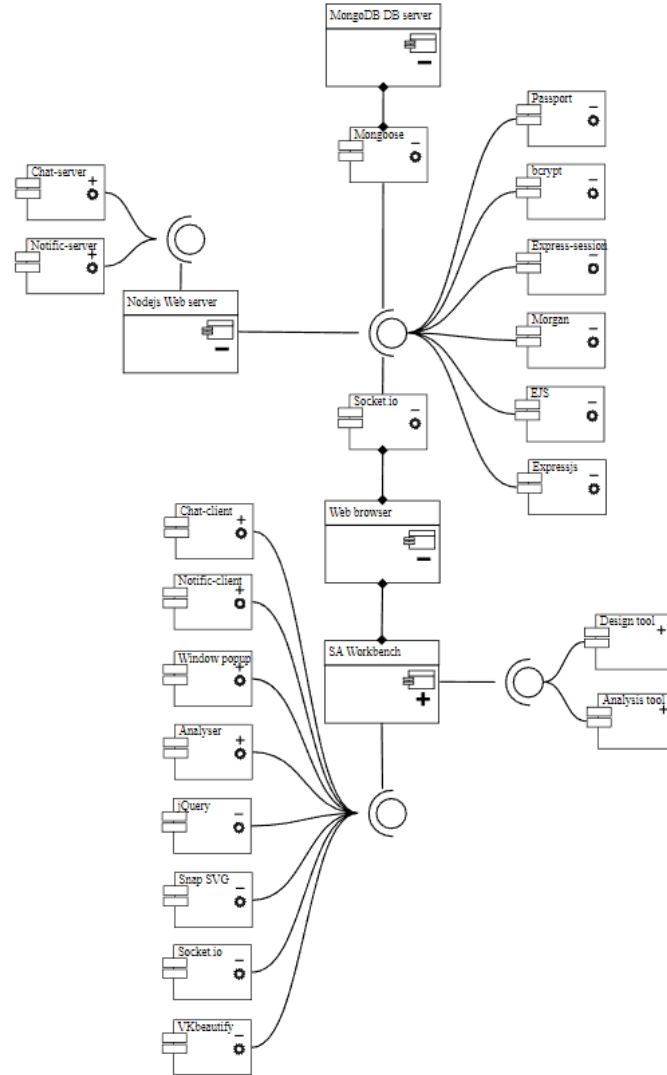 MongoDB DB server
Mongoose
Passport
bcrypt
Express-session
Morgan
EJS
Expressjs
Chat-server
Notific-server
Nodejs Web server
Socket.io
Web browser
SA Workbench
Design tool
Analysis tool
Chat-client
Notific-client
Window popup
Analyser
jQuery
Snap SVG
Socket.io
VKbeautify